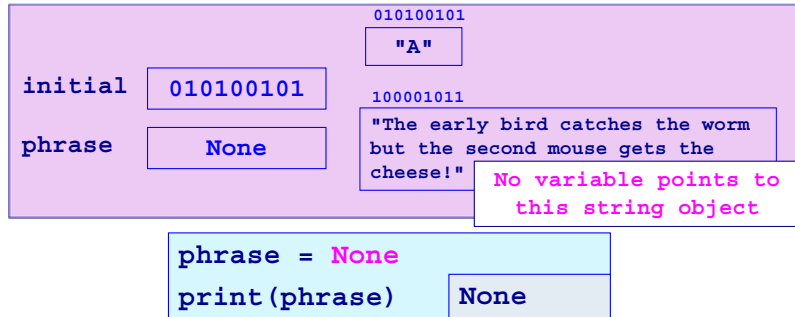 010100101
"A"
initial 010100101
100001011
"The early bird catches the worm
phrase None but the second mouse gets the
cheese!"
No variable points to
this string object
phrase = None
print(phrase) None